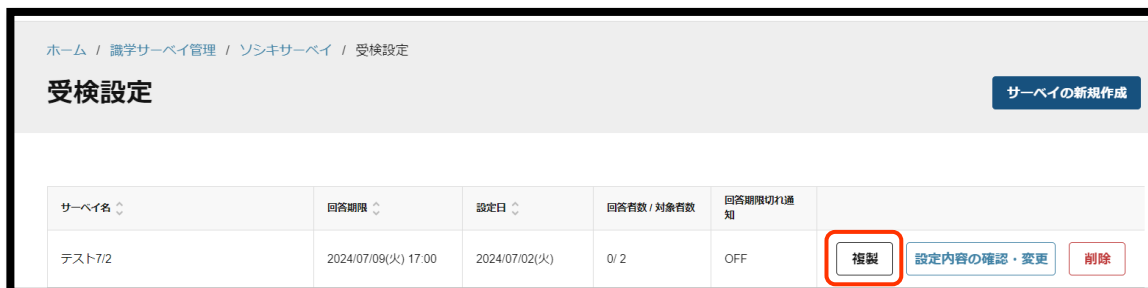 ホーム / 識学サーベイ管理 / ソシキサーベイ / 受検設定
受検設定
サーベイの新規作成
サーベイ名 回答期限 設定日 回答者数 / 対象者数 回答期限切れ通
知
テスト7/2 2024/07/09(火) 17:00 2024/07/02(火) 0/ 2 OFF 複製 設定内容の確認・変更 削除